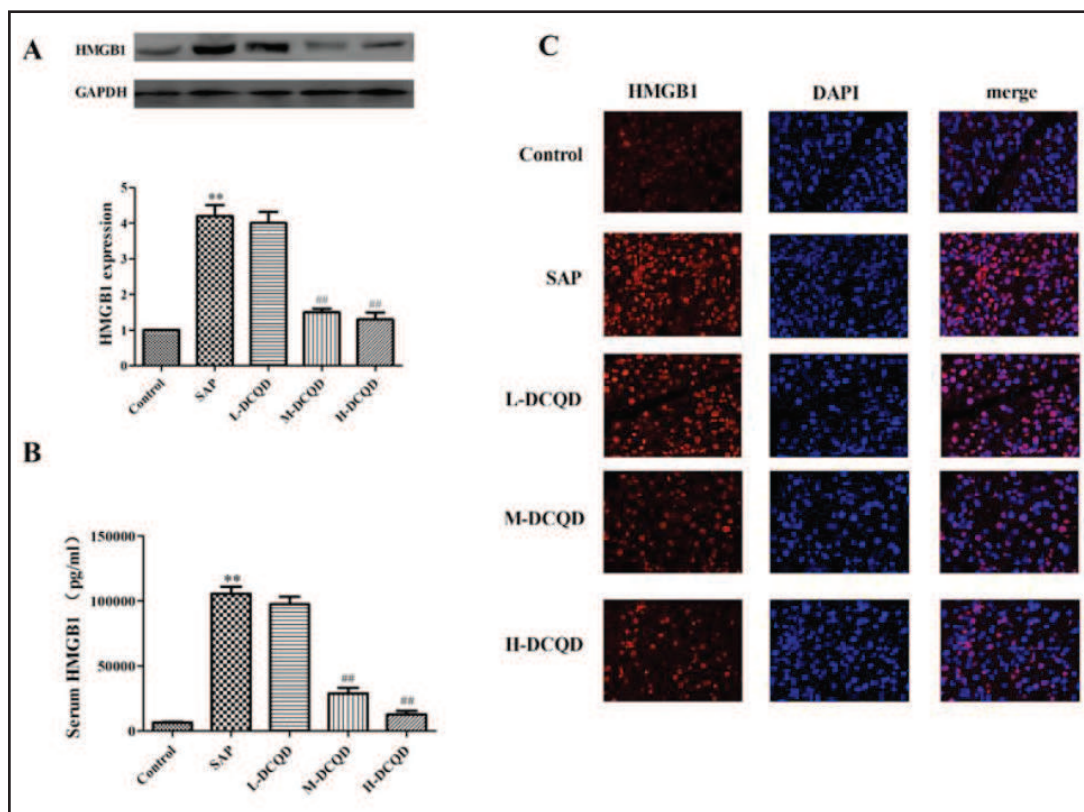 A
HMGB1
GAPDH
HMGB1 expression
5
4
3
2
1
0
**
##
##
Control
SAP
L-DCQD
M-DCQD
H-DCQD
B
Serum HMGB1 （pg/ml）
150000
100000
50000
0
**
##
##
Control
SAP
L-DCQD
M-DCQD
H-DCQD
C
HMGB1 DAPI merge
Control
SAP
L-DCQD
M-DCQD
H-DCQD